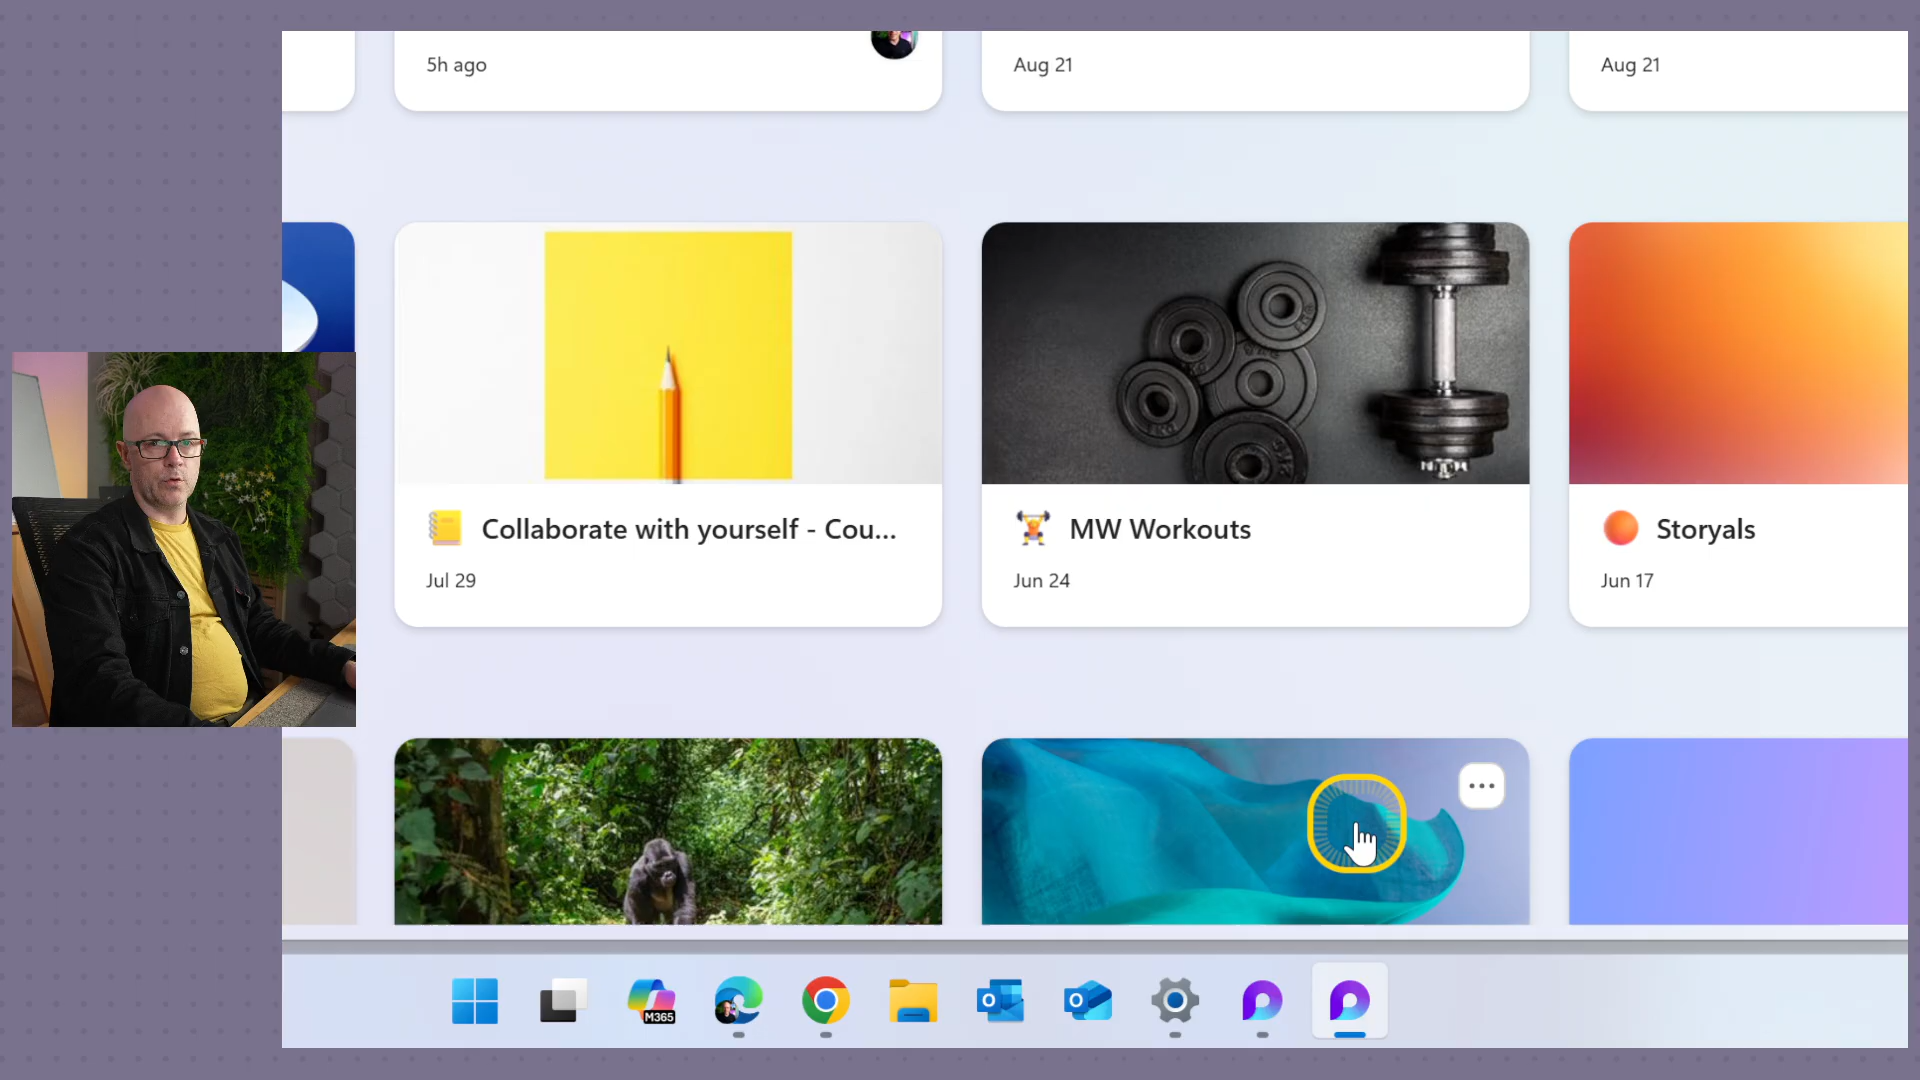 5h ago
Aug 21
Aug 21
Collaborate with yourself - Cou...
MW Workouts
Storyals
Jul 29
Jun 24
Jun 17
M365